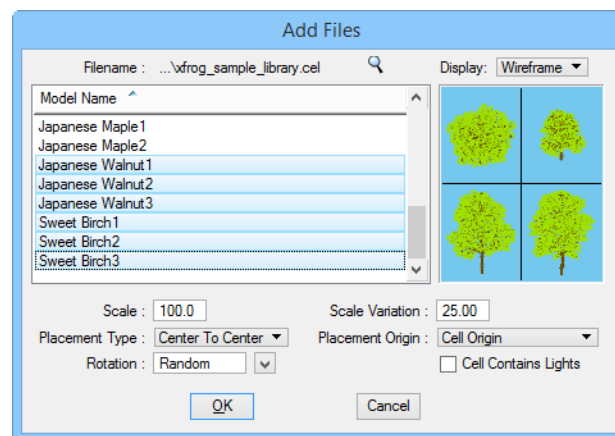 Add Files
Filename : ...\xfrog_sample_library.cel Display: Wireframe
Model Name
Japanese Maple1
Japanese Maple2
Japanese Walnut1
Japanese Walnut2
Japanese Walnut3
Sweet Birch1
Sweet Birch2
Sweet Birch3
Scale : 100.0 Scale Variation : 25.00
Placement Type : Center To Center Placement Origin : Cell Origin
Rotation : Random Cell Contains Lights
OK Cancel